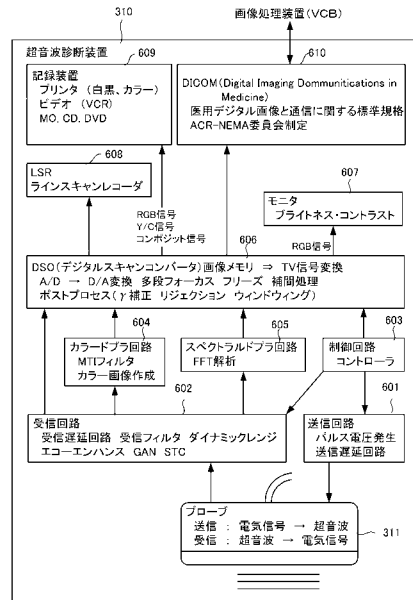 310
画像処理装置(VCB)
超音波診断装置
609
記録装置
プリンタ (白黒、カラー)
ビデオ (VCR)
MO、CD、DVD
610
DICOM(Digital Imaging Dommunitications in
Medicine)
医用デジタル画像と通信に関する標準規格
ACR-NEMA委員会制定
608
LSR
ラインスキャンレコーダ
607
モニタ
ブライトネス・コントラスト
RGB信号
Y/C信号
コンポジット信号
606
RGB信号
DSC(デジタルスキャンコンバータ)画像メモリ ⇒ TV信号変換
A/D → D/A変換 多段フォーカス フリーズ 補間処理
ポストプロセス(γ補正 リジェクション ウィンドウィング)
604
カラードプラ回路
MTIフィルタ
カラー画像作成
605
スペクトラルドプラ回路
FFT解析
603
制御回路
コントローラ
602
受信回路
受信遅延回路 受信フィルタ ダイナミックレンジ
エコーエンハンス GAN STC
601
送信回路
パルス電圧発生
送信遅延回路
プローブ
送信 : 電気信号 → 超音波
受信 : 超音波 → 電気信号
311